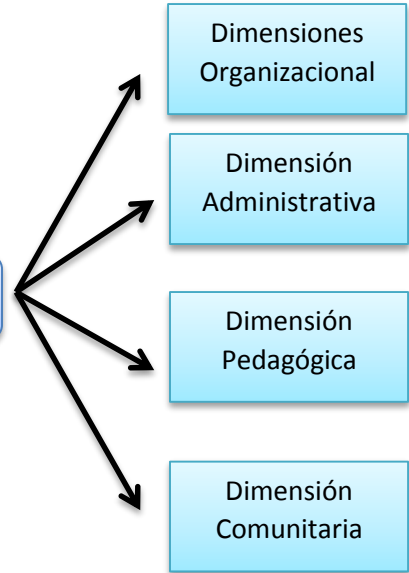 Dimensiones
Organizacional
Dimensión
Administrativa
Dimensión
Pedagógica
Dimensión
Comunitaria